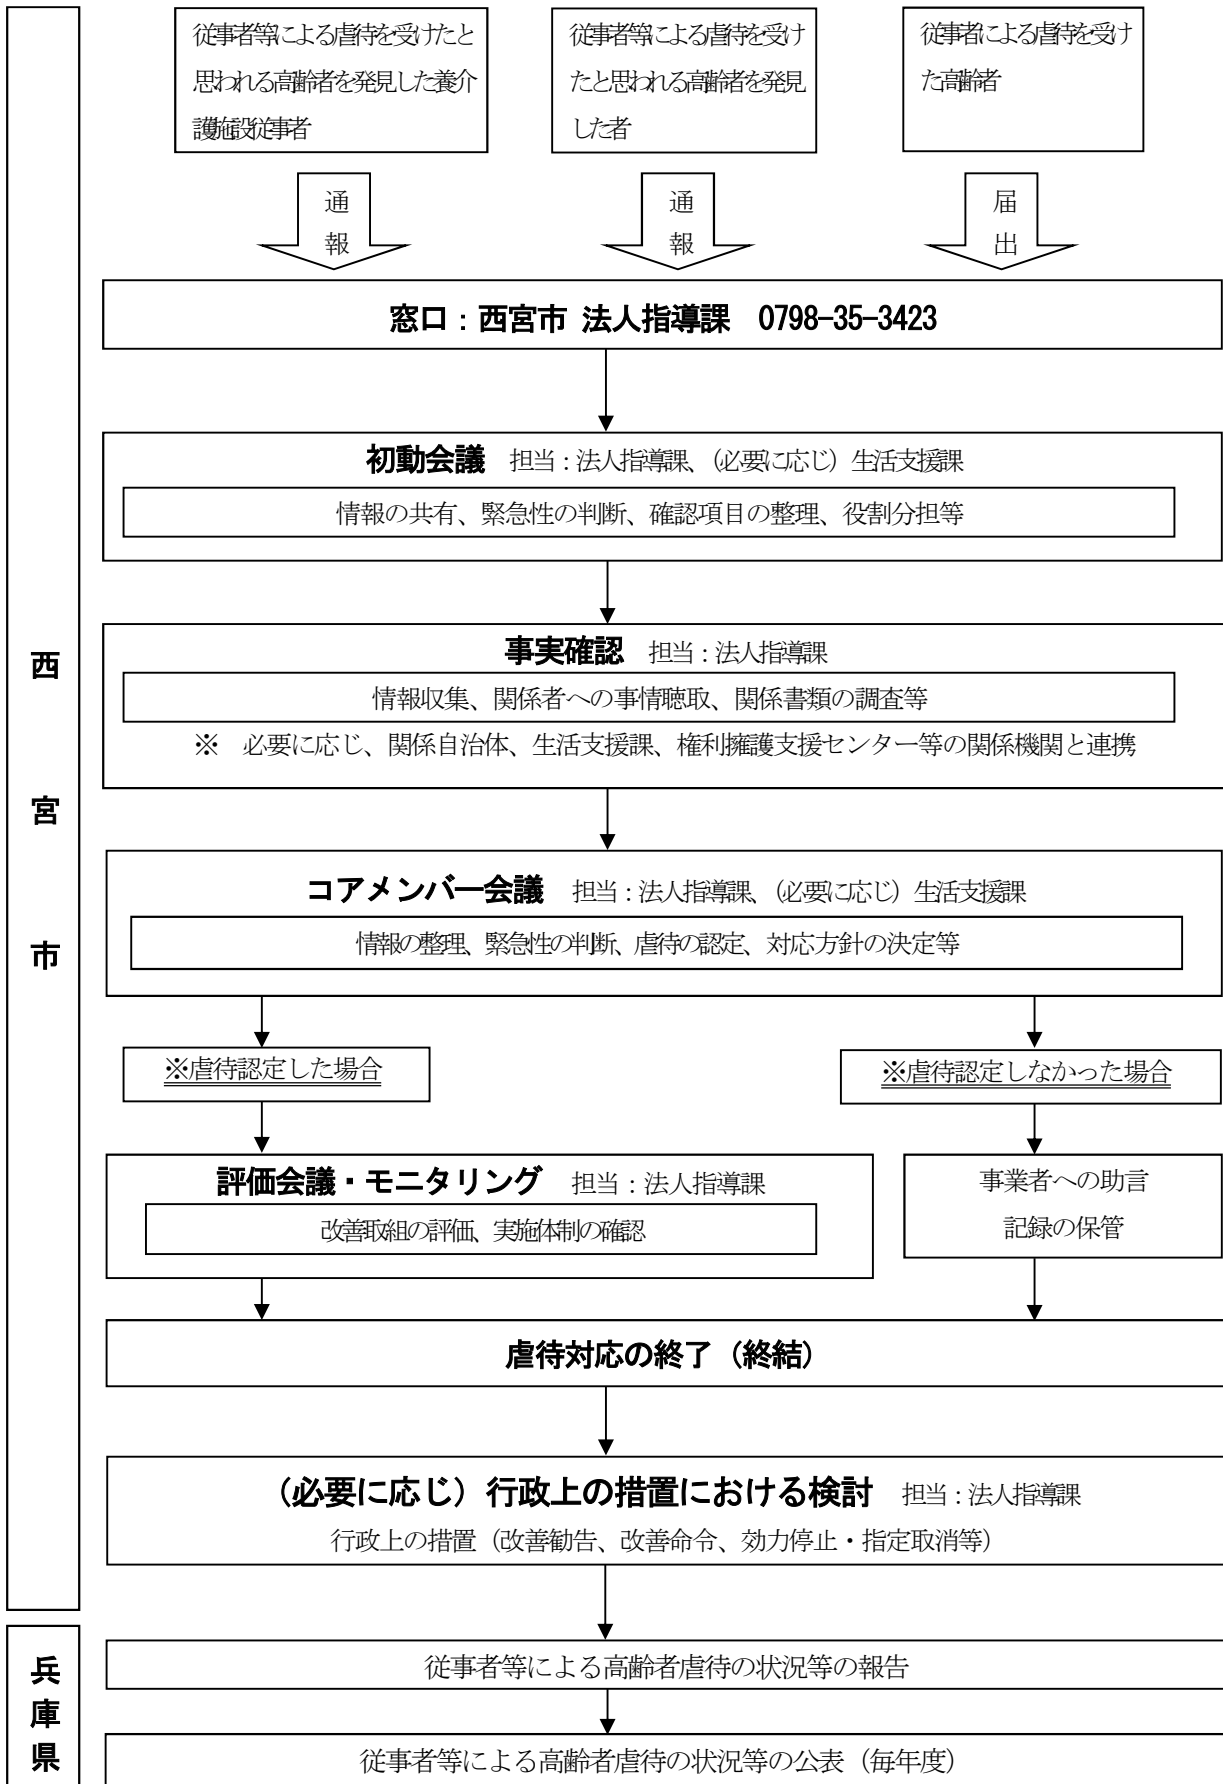 従事者等による虐待を受けたと
思われる高齢者を発見した養介
護施設従事者
従事者等による虐待を受け
たと思われる高齢者を発見
した者
従事者による虐待を受け
た高齢者
通
報
通
報
届
出
窓口：西宮市 法人指導課　0798-35-3423
初動会議　担当：法人指導課、（必要に応じ）生活支援課
情報の共有、緊急性の判断、確認項目の整理、役割分担等
事実確認　担当：法人指導課
情報収集、関係者への事情聴取、関係書類の調査等
※　必要に応じ、関係自治体、生活支援課、権利擁護支援センター等の関係機関と連携
コアメンバー会議　担当：法人指導課、（必要に応じ）生活支援課
情報の整理、緊急性の判断、虐待の認定、対応方針の決定等
※虐待認定した場合
※虐待認定しなかった場合
評価会議・モニタリング　担当：法人指導課
改善取組の評価、実施体制の確認
事業者への助言
記録の保管
虐待対応の終了（終結）
（必要に応じ）行政上の措置における検討　担当：法人指導課
行政上の措置（改善勧告、改善命令、効力停止・指定取消等）
従事者等による高齢者虐待の状況等の報告
従事者等による高齢者虐待の状況等の公表（毎年度）
西
宮
市
兵
庫
県